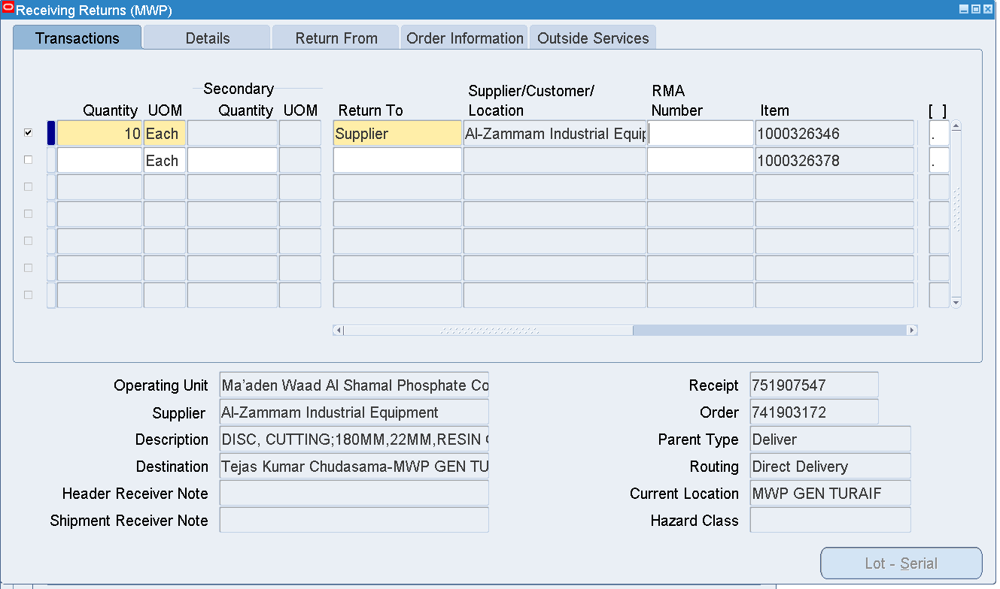 Receiving Returns (MWP)
Transactions Details Return From Order Information Outside Services
Secondary Supplier/Customer/ RMA
Quantity UOM Quantity UOM Return To Location Number Item [ ]
10 Each Supplier Al-Zammam Industrial Equip 1000326346 .
Each 1000326378 .
Operating Unit Ma'aden Waad Al Shamal Phosphate Co Receipt 751907547
Supplier Al-Zammam Industrial Equipment Order 741903172
Description DISC, CUTTING;180MM,22MM,RESIN Parent Type Deliver
Destination Tejas Kumar Chudasama-MWP GEN TU Routing Direct Delivery
Header Receiver Note Current Location MWP GEN TURAIF
Shipment Receiver Note Hazard Class
Lot - Serial